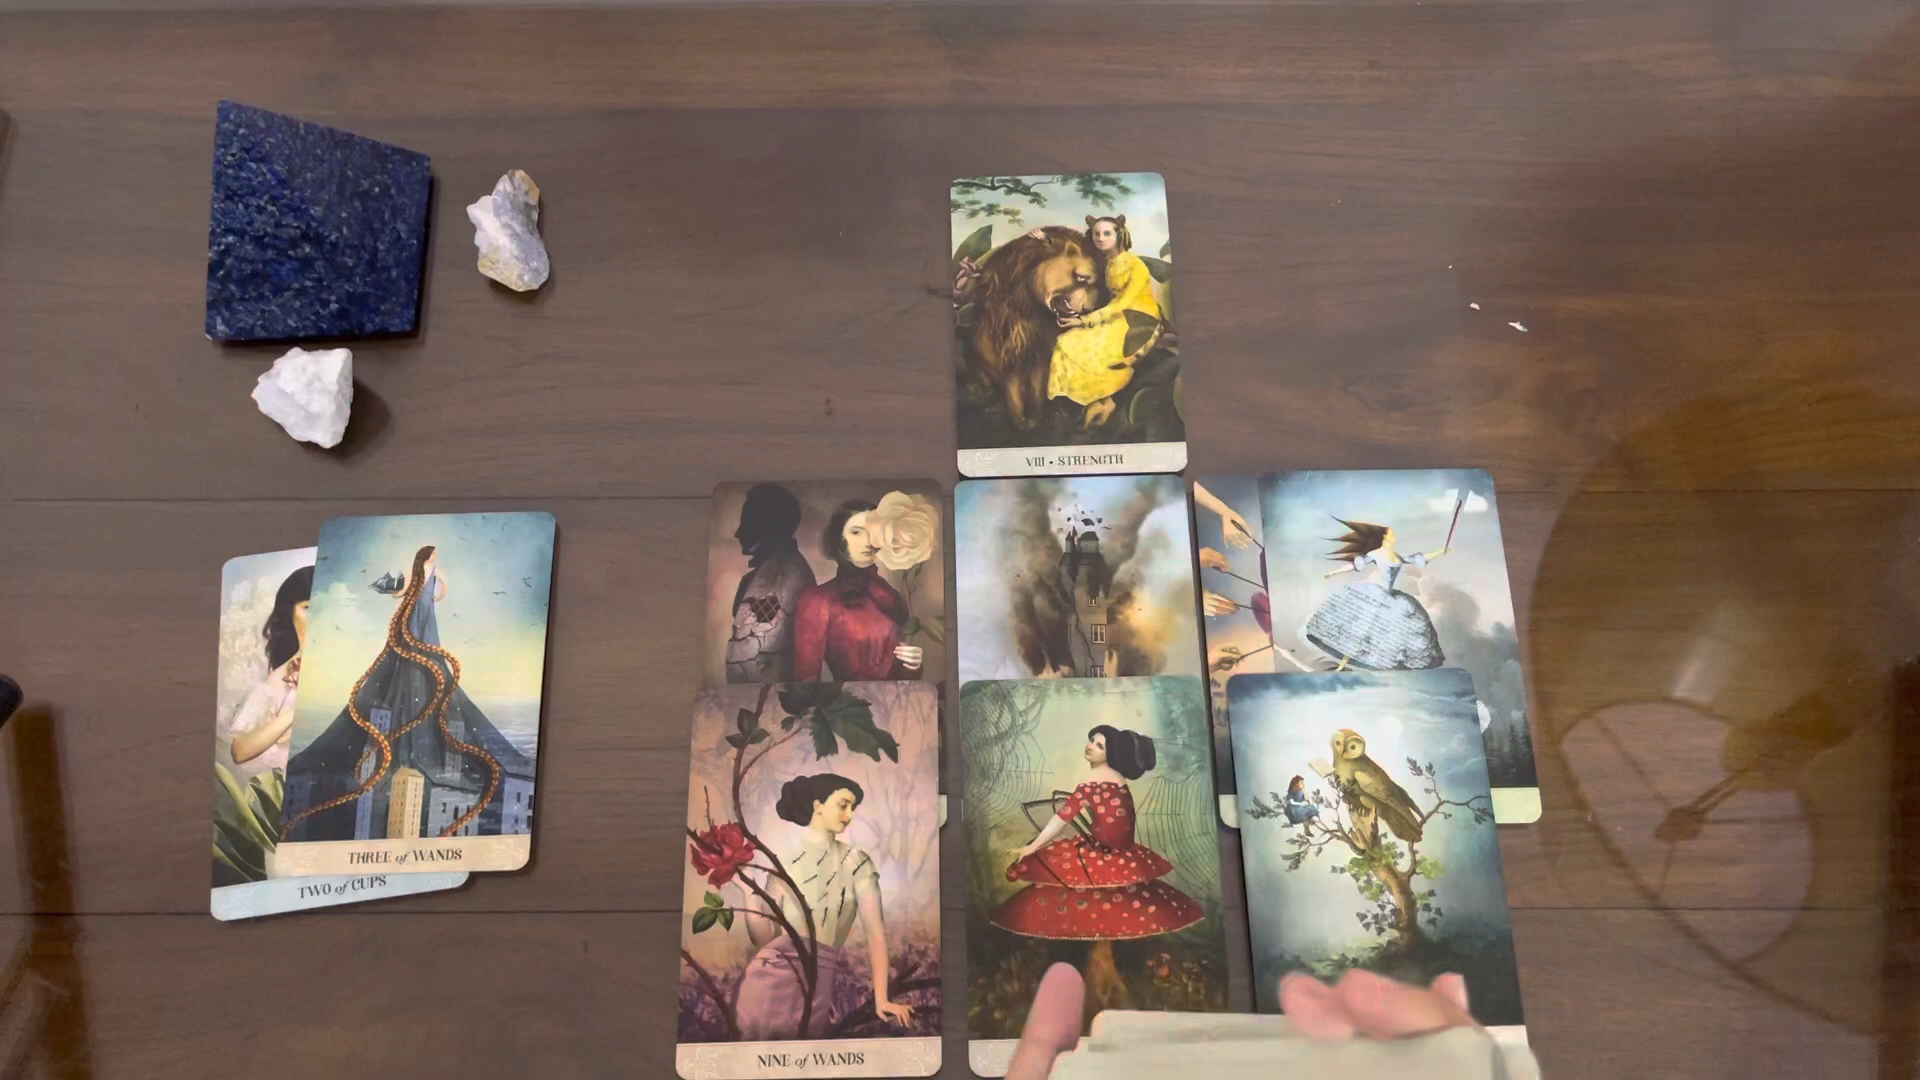 VIII • STRENGTH
THREE of WANDS
TWO of CUPS
NINE of WANDS